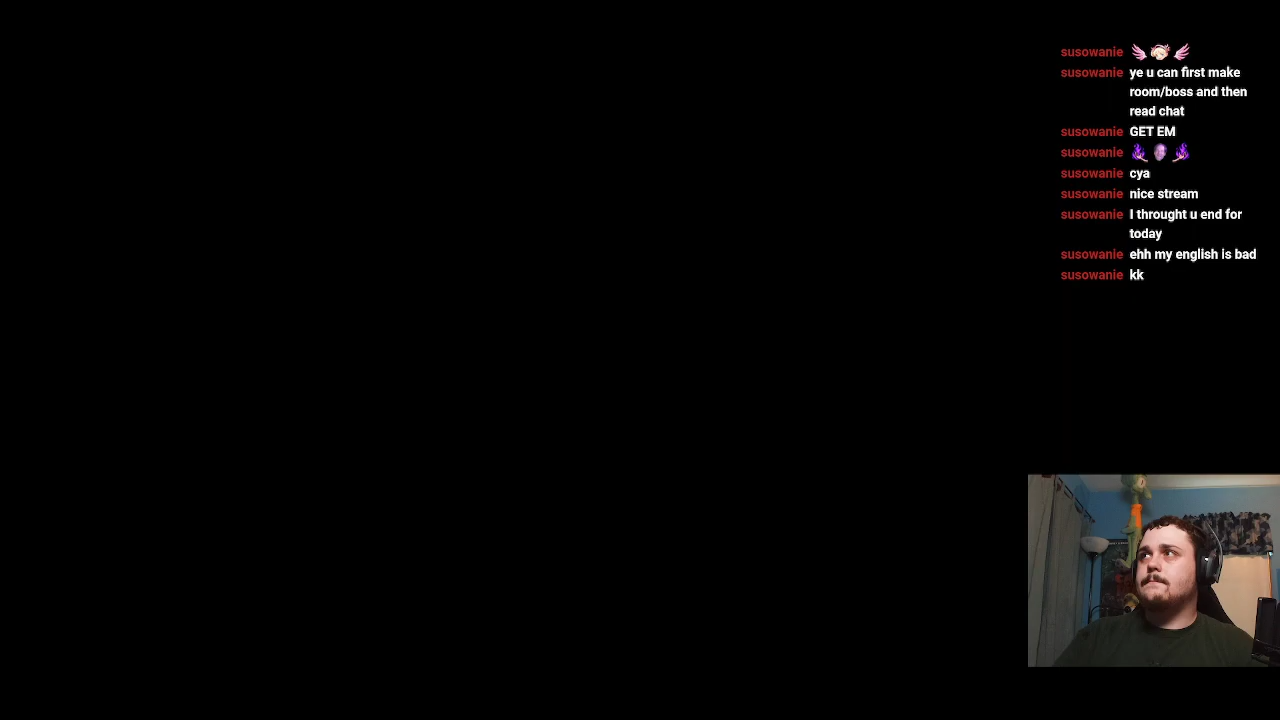 susowanie
susowanie ye u can first make
room/boss and then
read chat
susowanie GET EM
susowanie
susowanie cya
susowanie nice stream
susowanie I throught u end for
today
susowanie ehh my english is bad
susowanie kk